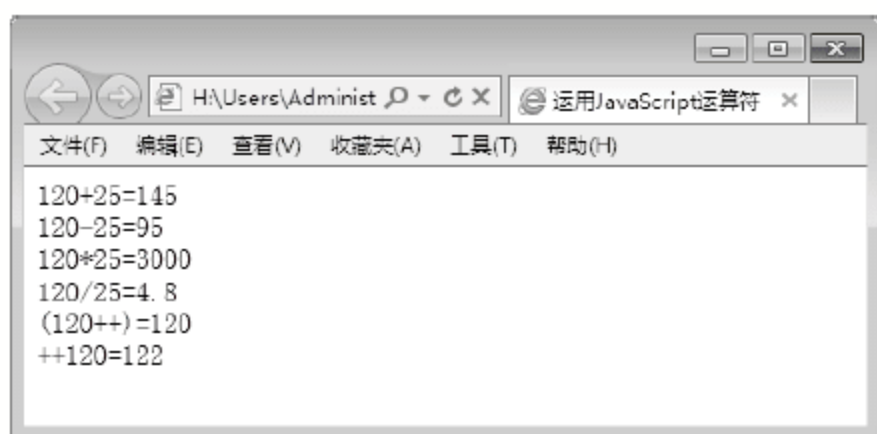 H:\Users\Administ
运用JavaScript运算符
文件(F) 编辑(E) 查看(V) 收藏夹(A) 工具(T) 帮助(H)
120+25=145
120-25=95
120*25=3000
120/25=4.8
(120++)=120
++120=122